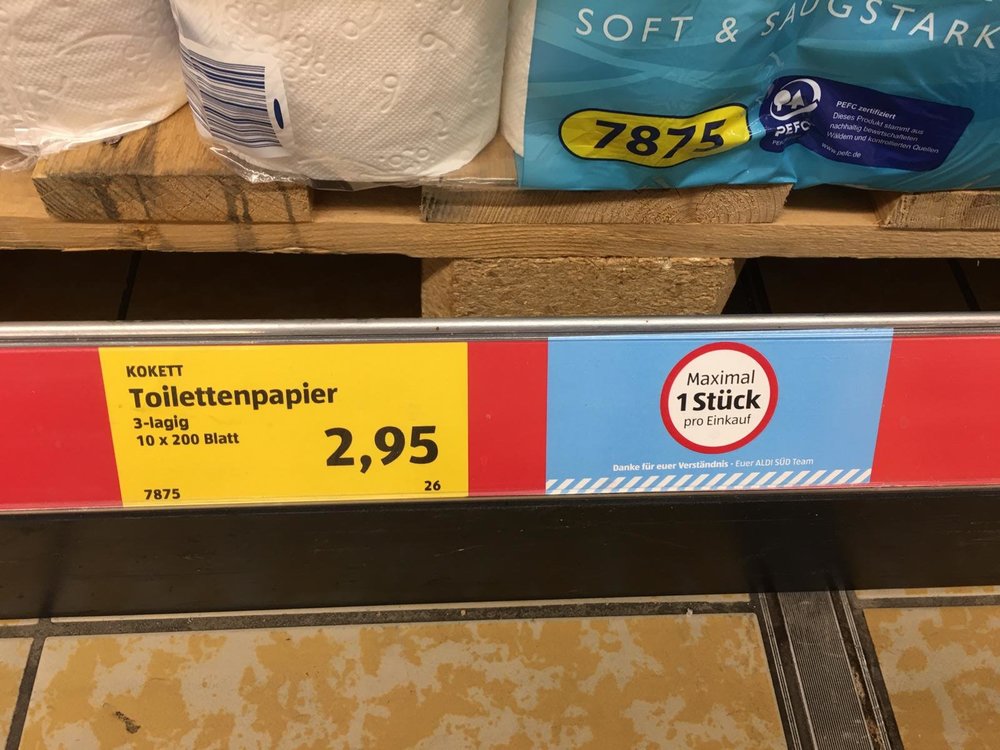 SOFT & SAUGSTARK
7875
PEFC
PEFC zertifiziert
Dieses Produkt stammt aus
nachhaltig bewirtschafteten
Wäldern und kontrollierten Quellen
www.pefc.de
KOKETT
Toilettenpapier
3-lagig
10 x 200 Blatt
2,95
7875
26
Maximal
1 Stück
pro Einkauf
Danke für euer Verständnis - Euer ALDI SÜD Team